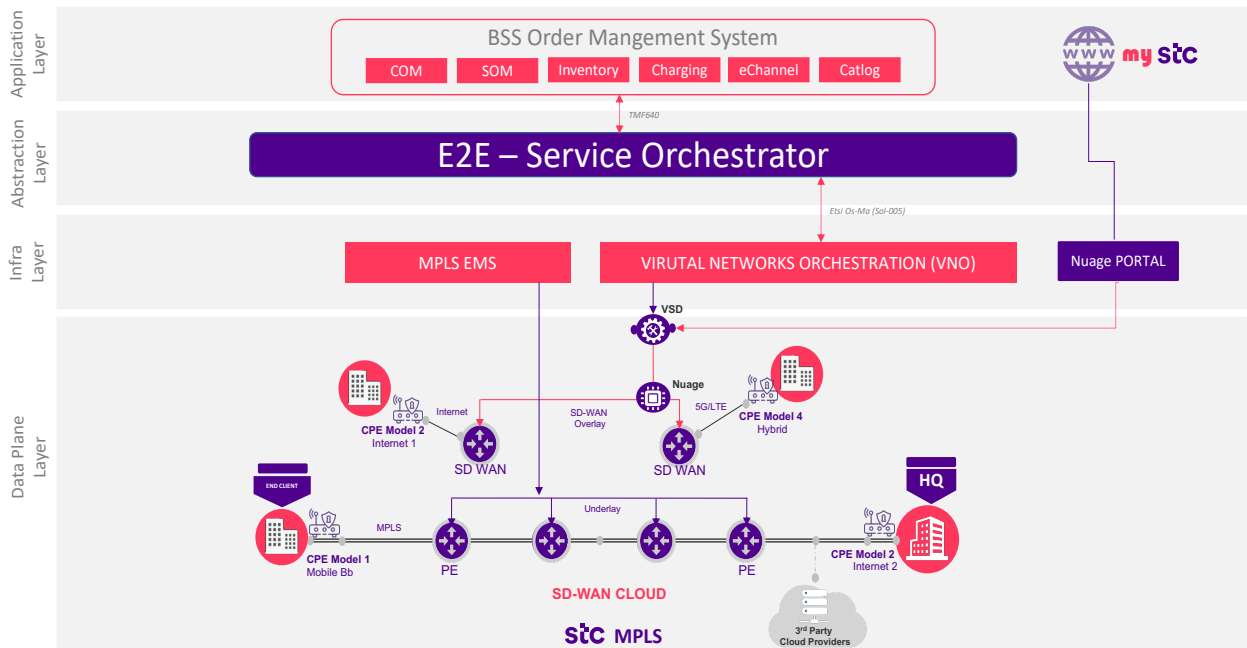 Application
Layer
BSS Order Mangement System
COM
SOM
Inventory
Charging
eChannel
Catlog
www
my stc
TMF640
Abstraction
Layer
E2E – Service Orchestrator
Etsi Os-Ma (Sol-005)
Infra
Layer
MPLS EMS
VIRUTAL NETWORKS ORCHESTRATION (VNO)
Nuage PORTAL
Data Plane
Layer
VSD
Nuage
Internet
SD-WAN
Overlay
5G/LTE
CPE Model 2
Internet 1
CPE Model 4
Hybrid
SD WAN
SD WAN
END CLIENT
HQ
MPLS
Underlay
CPE Model 1
Mobile Bb
PE
PE
CPE Model 2
Internet 2
SD-WAN CLOUD
stc MPLS
3rd Party
Cloud Providers